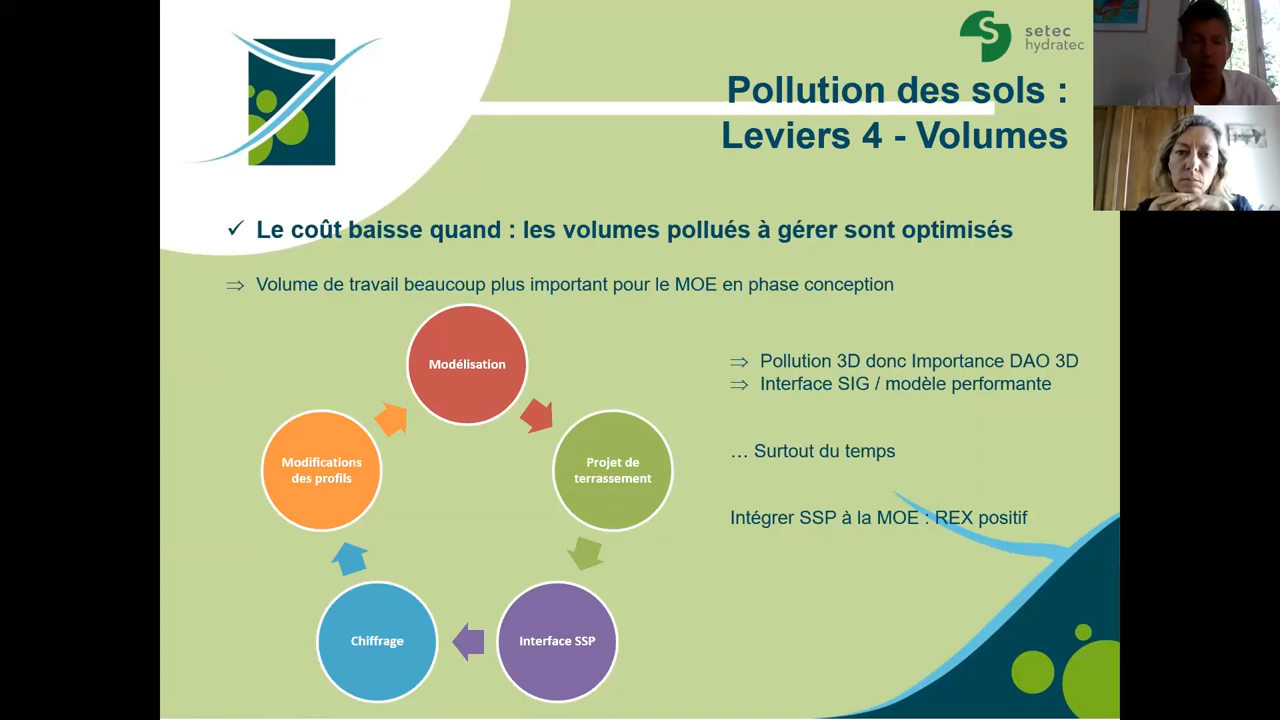 setec
hydratec
Pollution des sols :
Leviers 4 - Volumes
✓ Le coût baisse quand : les volumes pollués à gérer sont optimisés
⇒ Volume de travail beaucoup plus important pour le MOE en phase conception
Modélisation
⇒ Pollution 3D donc Importance DAO 3D
⇒ Interface SIG / modèle performante
Modifications
des profils
Projet de
terrassement
… Surtout du temps
Intégrer SSP à la MOE : REX positif
Chiffrage
Interface SSP